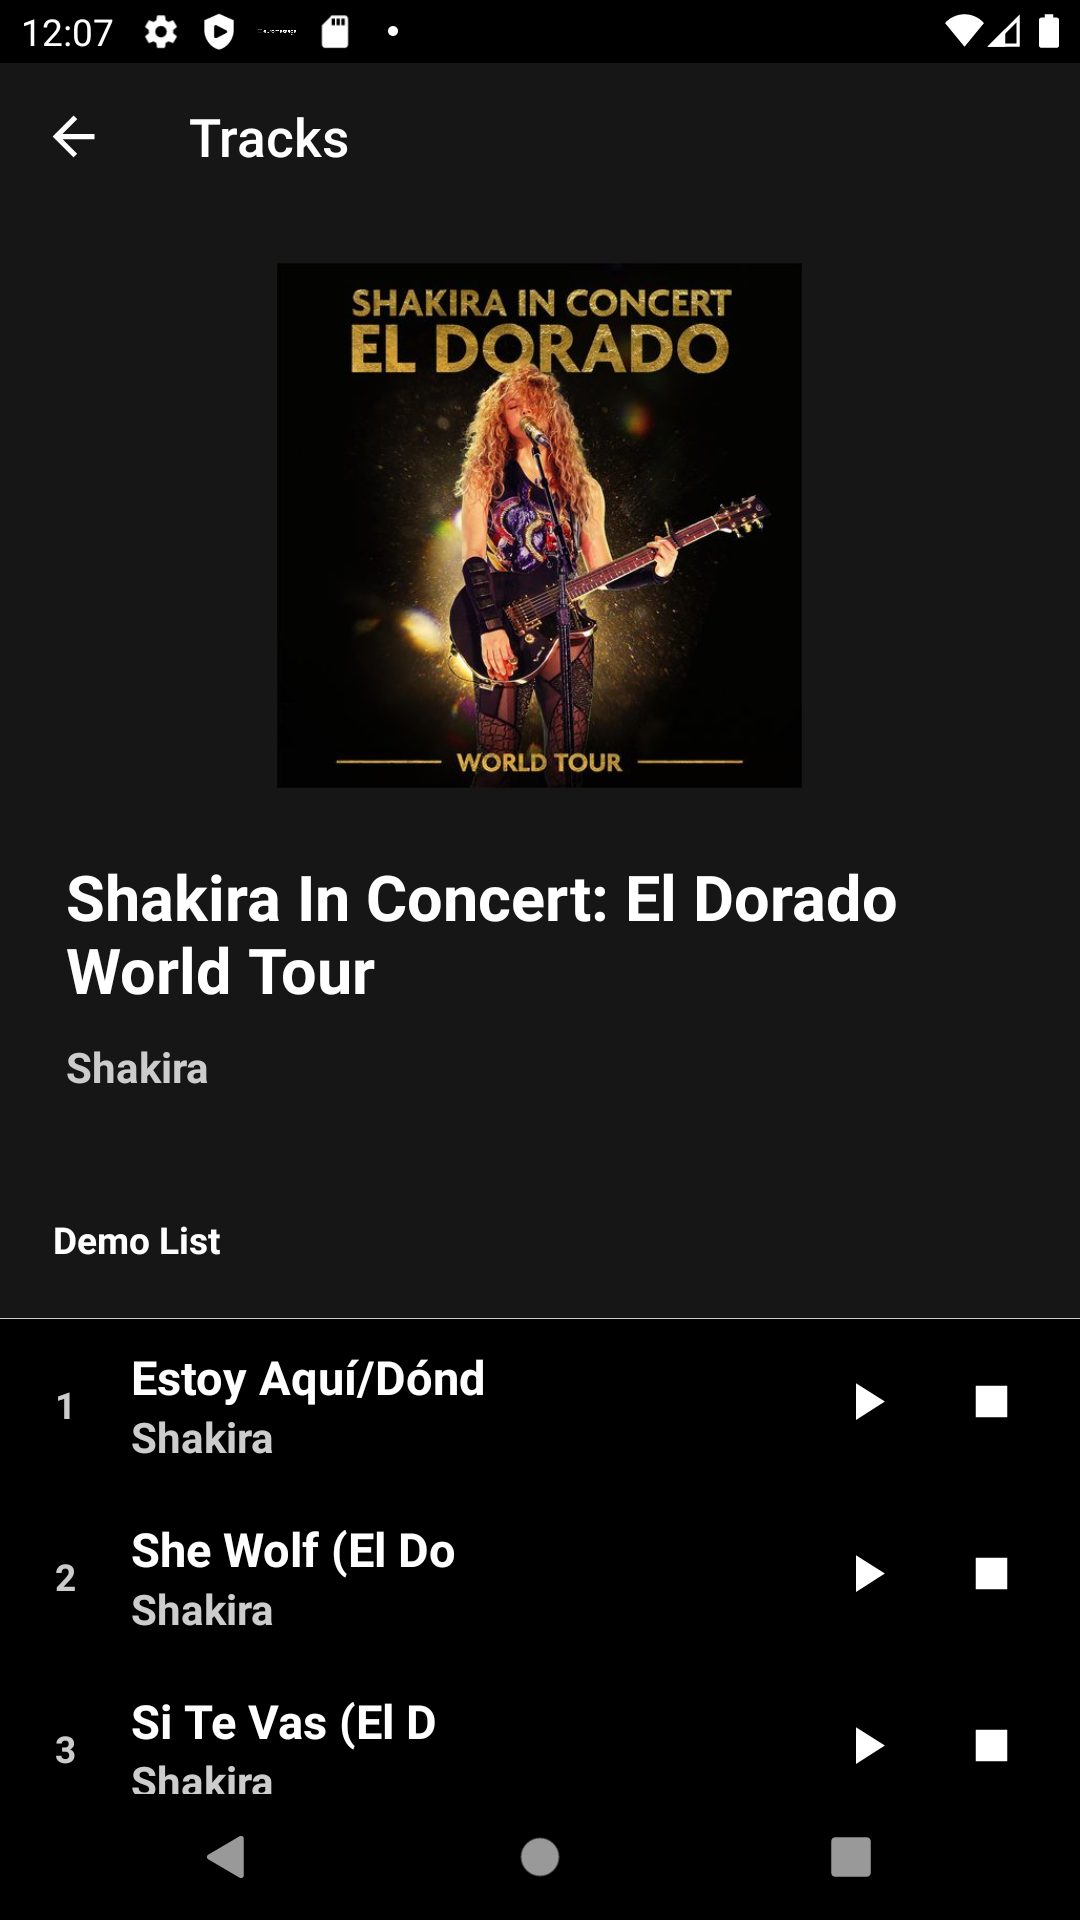 12:07
Tracks
SHAKIRA IN CONCERT
EL DORADO
WORLD TOUR
Shakira In Concert: El Dorado
World Tour
Shakira
Demo List
1
Estoy Aquí/Dónd
Shakira
2
She Wolf (El Do
Shakira
3
Si Te Vas (El D
Shakira